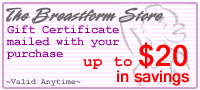 The Breastform Store
Gift Certificate
mailed with your
purchase
up to $20
in savings
~Valid Anytime~